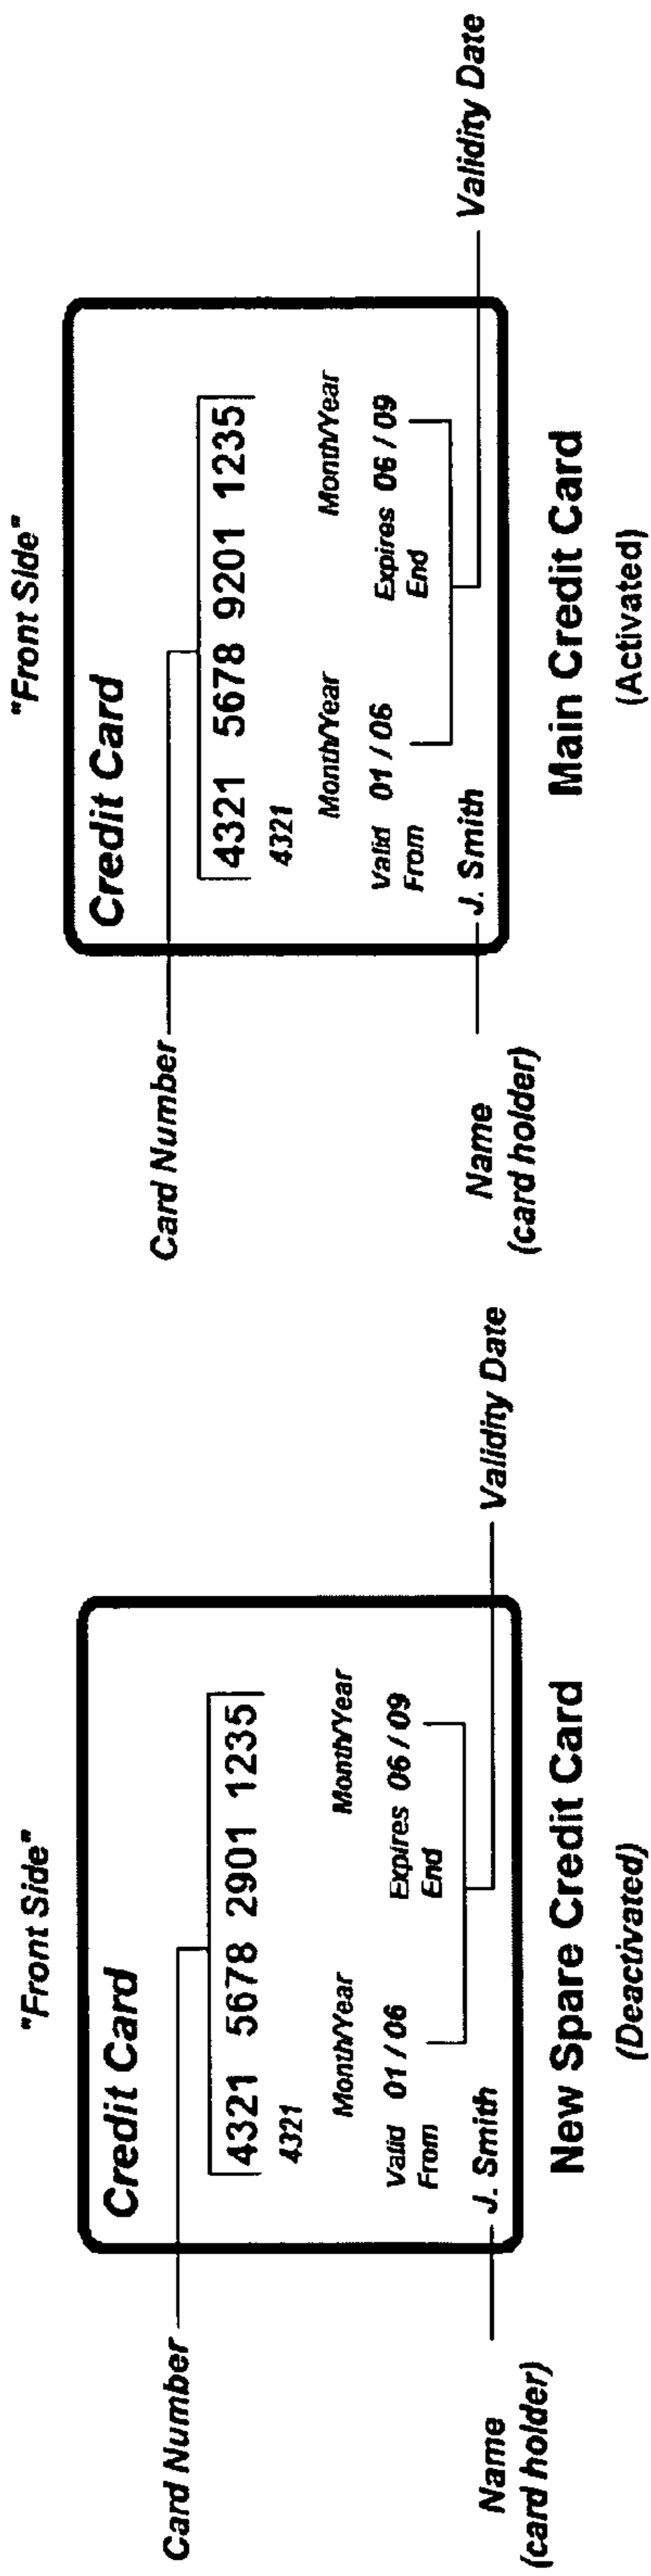 "Front Side"
Credit Card
Card Number
4321 5678 2901 1235
4321
Month/Year Month/Year
Valid 01 / 06 Expires 06 / 09
From End
J. Smith
Name
(card holder)
Validity Date
New Spare Credit Card
(Deactivated)
"Front Side"
Credit Card
Card Number
4321 5678 9201 1235
4321
Month/Year Month/Year
Valid 01 / 06 Expires 06 / 09
From End
J. Smith
Name
(card holder)
Validity Date
Main Credit Card
(Activated)